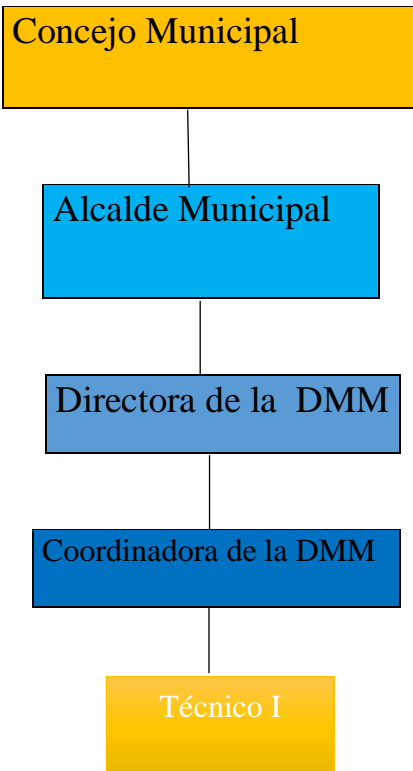 Concejo Municipal
Alcalde Municipal
Directora de la DMM
Coordinadora de la DMM
Técnico I